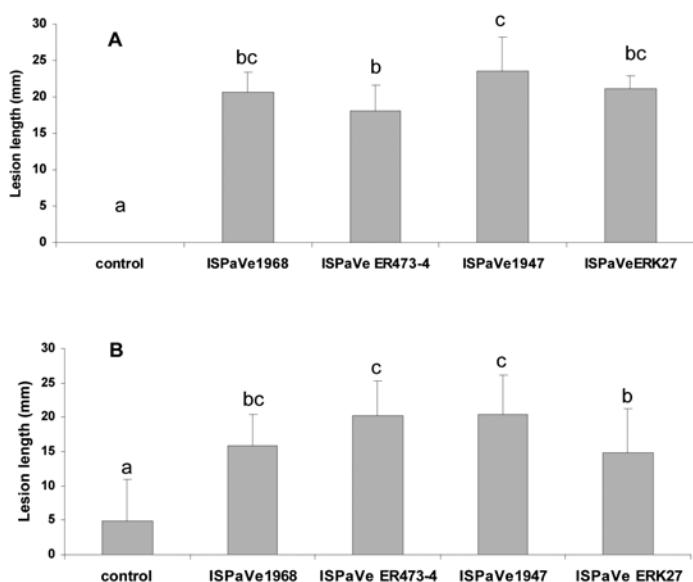 A
Lesion length (mm)
30
25
20
15
10
5
0
a
bc
b
c
bc
control ISPaVe1968 ISPaVe ER473-4 ISPaVe1947 ISPaVeERK27
B
Lesion length (mm)
30
25
20
15
10
5
0
a
bc
c
c
b
control ISPaVe1968 ISPaVe ER473-4 ISPaVe1947 ISPaVe ERK27